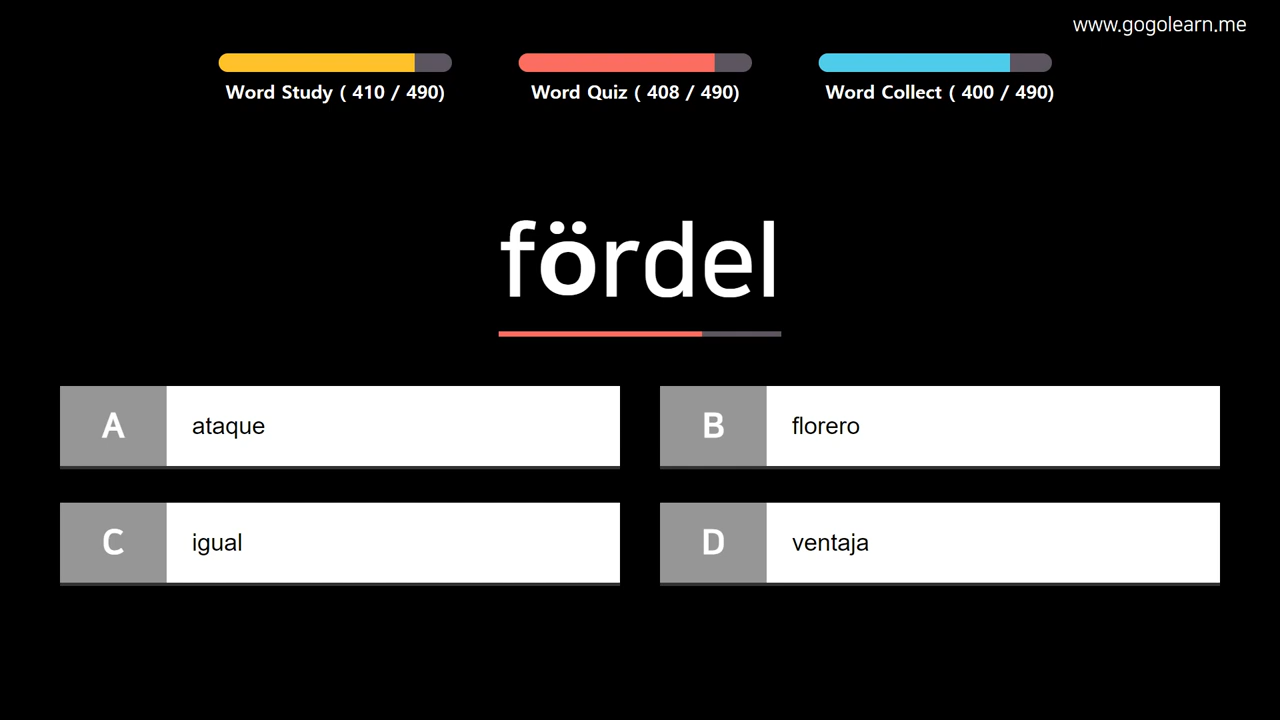 www.gogolearn.me
Word Study ( 410 / 490)
Word Quiz ( 408 / 490)
Word Collect ( 400 / 490)
fördel
A ataque
B florero
C igual
D ventaja